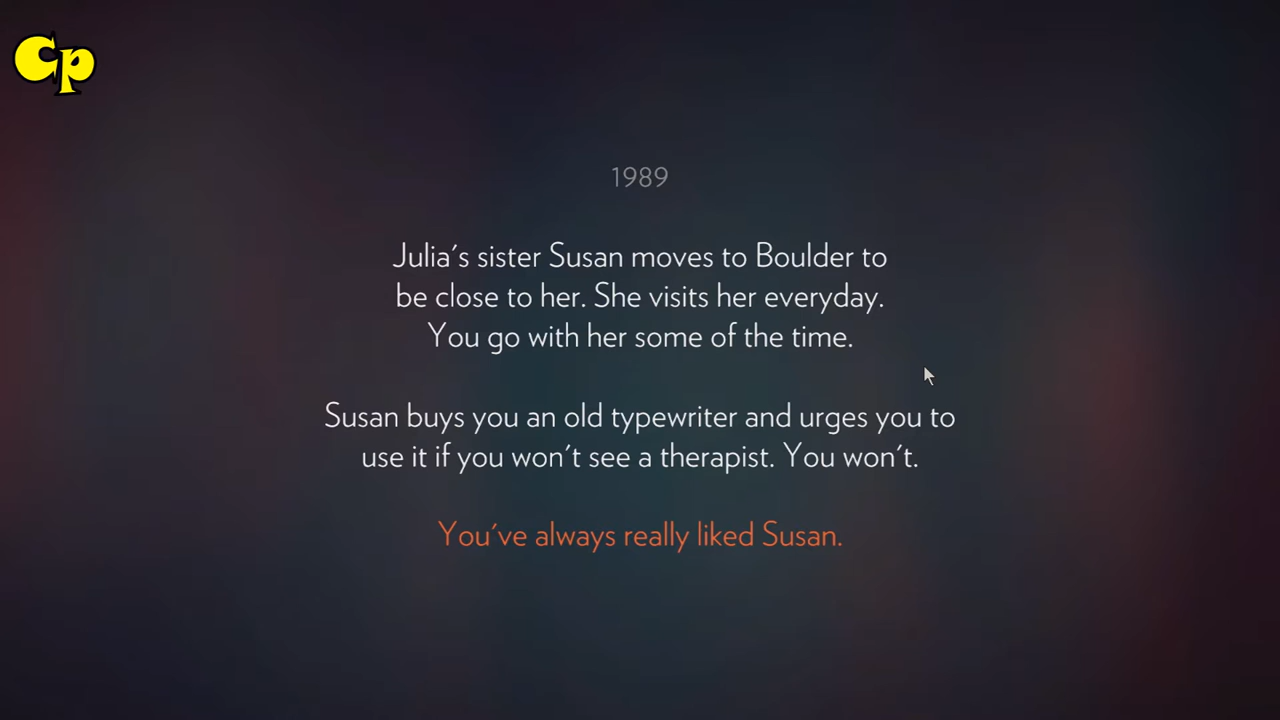 Cp
1989
Julia's sister Susan moves to Boulder to
be close to her. She visits her everyday.
You go with her some of the time.
Susan buys you an old typewriter and urges you to
use it if you won't see a therapist. You won't.
You've always really liked Susan.